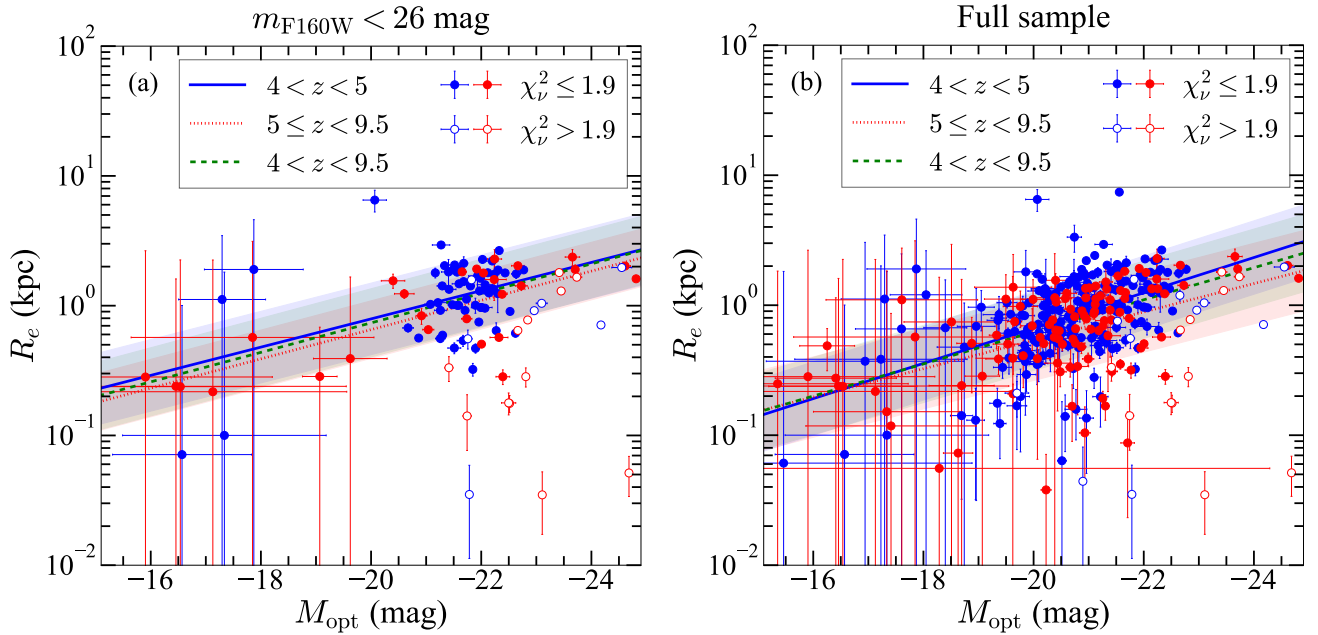 m_F160W < 26 mag
(a)
4 < z < 5
5 ≤ z < 9.5
4 < z < 9.5
χ²_ν ≤ 1.9
χ²_ν > 1.9
R_e (kpc)
10²
10¹
10⁰
10⁻¹
10⁻²
−16 −18 −20 −22 −24
M_opt (mag)
Full sample
(b)
4 < z < 5
5 ≤ z < 9.5
4 < z < 9.5
χ²_ν ≤ 1.9
χ²_ν > 1.9
R_e (kpc)
10²
10¹
10⁰
10⁻¹
10⁻²
−16 −18 −20 −22 −24
M_opt (mag)